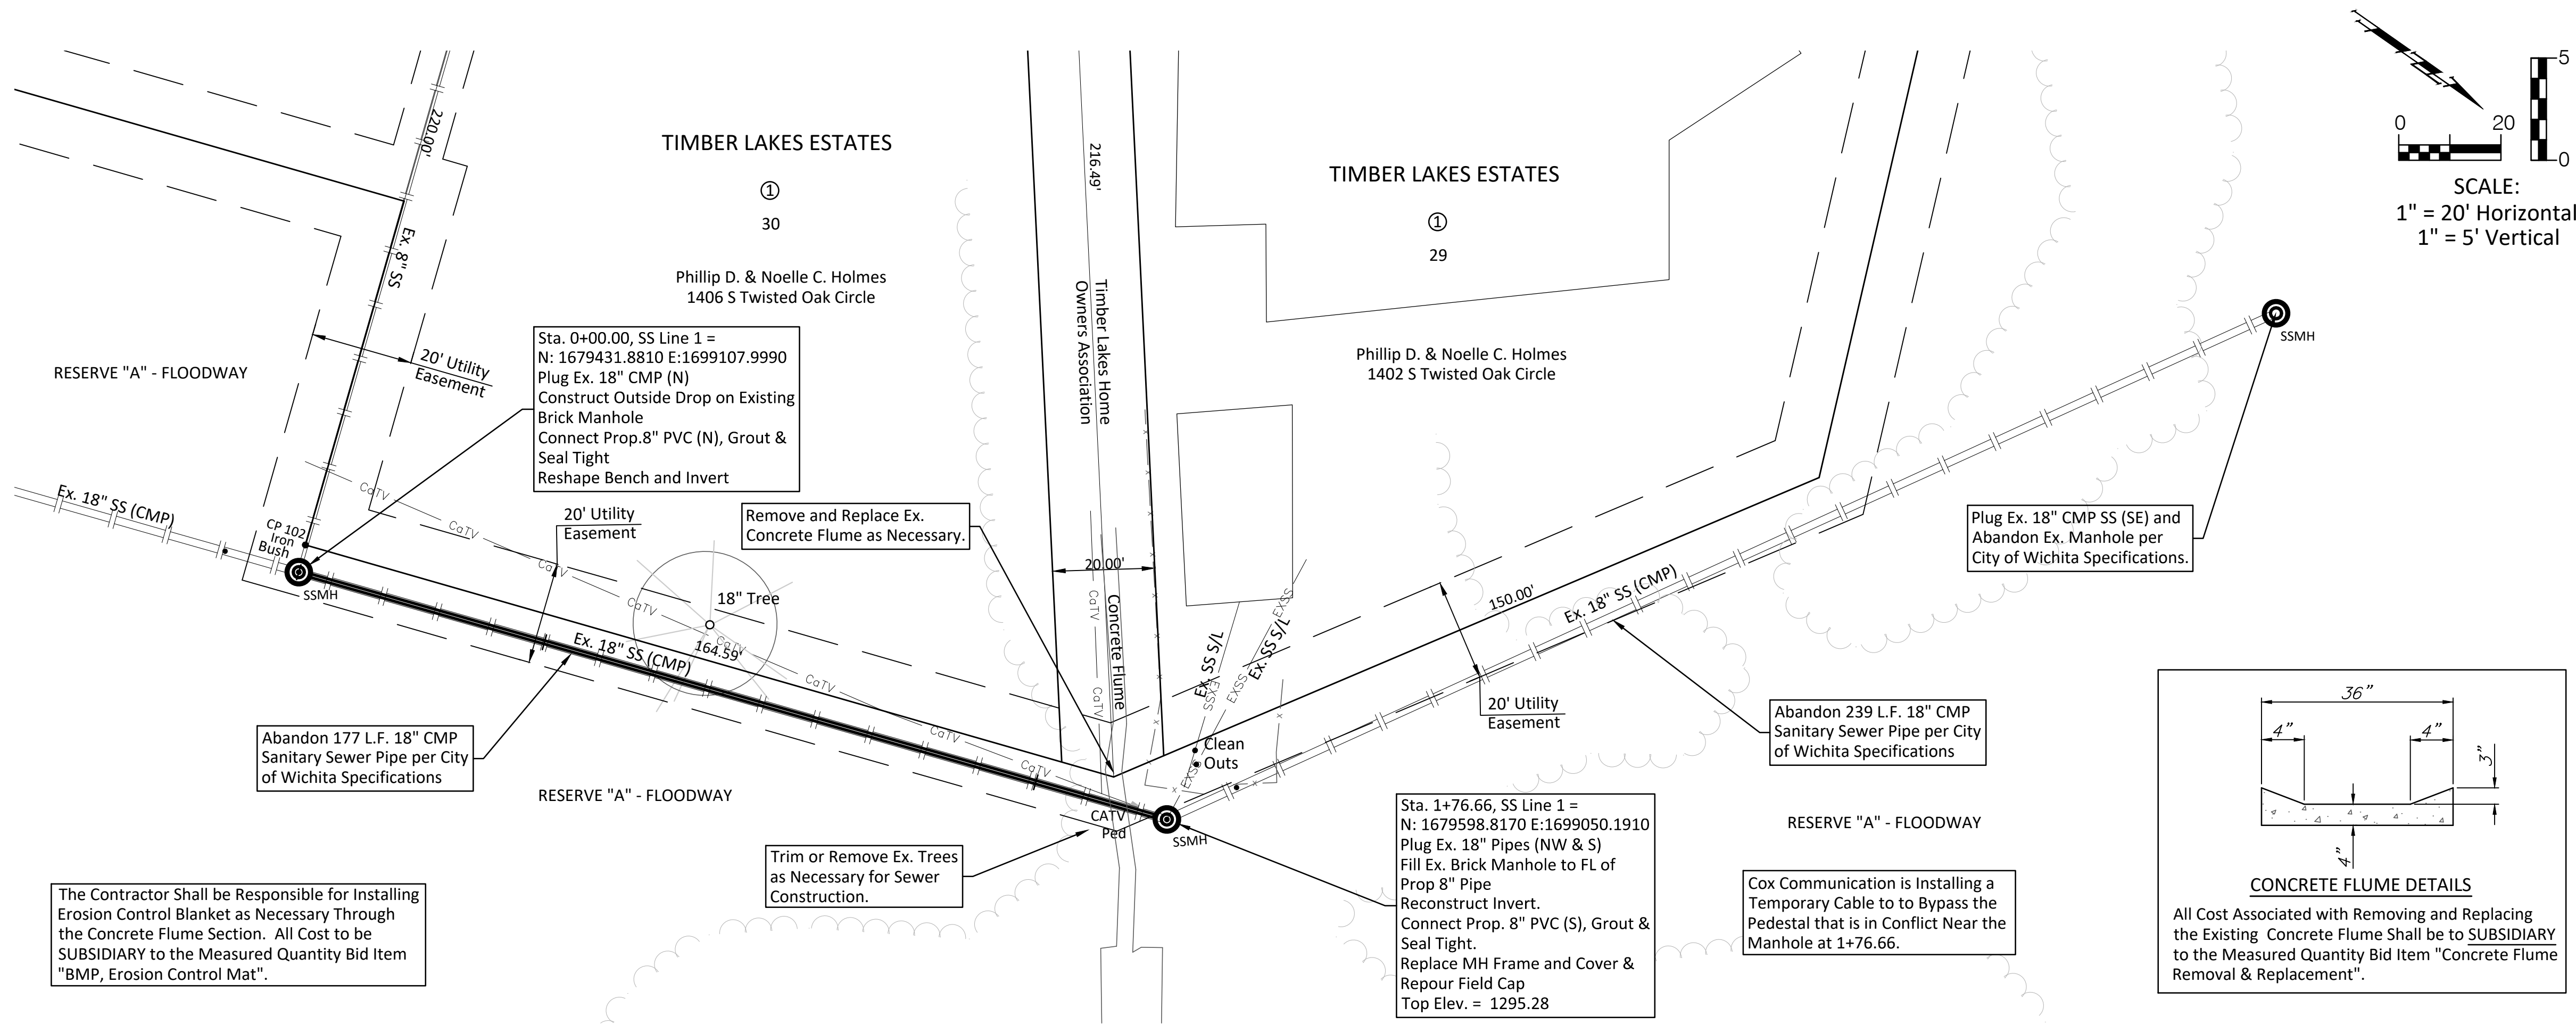 TIMBER LAKES ESTATES
1
30
Phillip D. & Noelle C. Holmes
1406 S Twisted Oak Circle
TIMBER LAKES ESTATES
1
29
Phillip D. & Noelle C. Holmes
1402 S Twisted Oak Circle
0
20
5
0
SCALE:
1" = 20' Horizontal
1" = 5' Vertical
220.00'
Ex. 8" SS
216.49'
Timber Lakes Home
Owners Association
RESERVE "A" - FLOODWAY
20' Utility
Easement
Sta. 0+00.00, SS Line 1 =
N: 1679431.8810 E:1699107.9990
Plug Ex. 18" CMP (N)
Construct Outside Drop on Existing
Brick Manhole
Connect Prop.8" PVC (N), Grout &
Seal Tight
Reshape Bench and Invert
SSMH
Ex. 18" SS (CMP)
CP 102
Iron
Bush
SSMH
CaTV
CaTV
CaTV
CaTV
CaTV
CaTV
CaTV
CaTV
20' Utility
Easement
Remove and Replace Ex.
Concrete Flume as Necessary.
20.00'
CaTV
CaTV
Concrete Flume
18" Tree
Ex. 18" SS (CMP)
164.59'
Plug Ex. 18" CMP SS (SE) and
Abandon Ex. Manhole per
City of Wichita Specifications.
150.00'
Ex. 18" SS (CMP)
Ex. SS S/L
Ex. SS S/L
EXSS
EXSS
EXSS
EXSS
Clean
Outs
20' Utility
Easement
Abandon 177 L.F. 18" CMP
Sanitary Sewer Pipe per City
of Wichita Specifications
Abandon 239 L.F. 18" CMP
Sanitary Sewer Pipe per City
of Wichita Specifications
RESERVE "A" - FLOODWAY
CATV
Ped
SSMH
Trim or Remove Ex. Trees
as Necessary for Sewer
Construction.
Sta. 1+76.66, SS Line 1 =
N: 1679598.8170 E:1699050.1910
Plug Ex. 18" Pipes (NW & S)
Fill Ex. Brick Manhole to FL of
Prop 8" Pipe
Reconstruct Invert.
Connect Prop. 8" PVC (S), Grout &
Seal Tight.
Replace MH Frame and Cover &
Repour Field Cap
Top Elev. = 1295.28
RESERVE "A" - FLOODWAY
Cox Communication is Installing a
Temporary Cable to to Bypass the
Pedestal that is in Conflict Near the
Manhole at 1+76.66.
The Contractor Shall be Responsible for Installing
Erosion Control Blanket as Necessary Through
the Concrete Flume Section. All Cost to be
SUBSIDIARY to the Measured Quantity Bid Item
"BMP, Erosion Control Mat".
36"
4"
4"
3"
4"
CONCRETE FLUME DETAILS
All Cost Associated with Removing and Replacing
the Existing Concrete Flume Shall be to SUBSIDIARY
to the Measured Quantity Bid Item "Concrete Flume
Removal & Replacement".